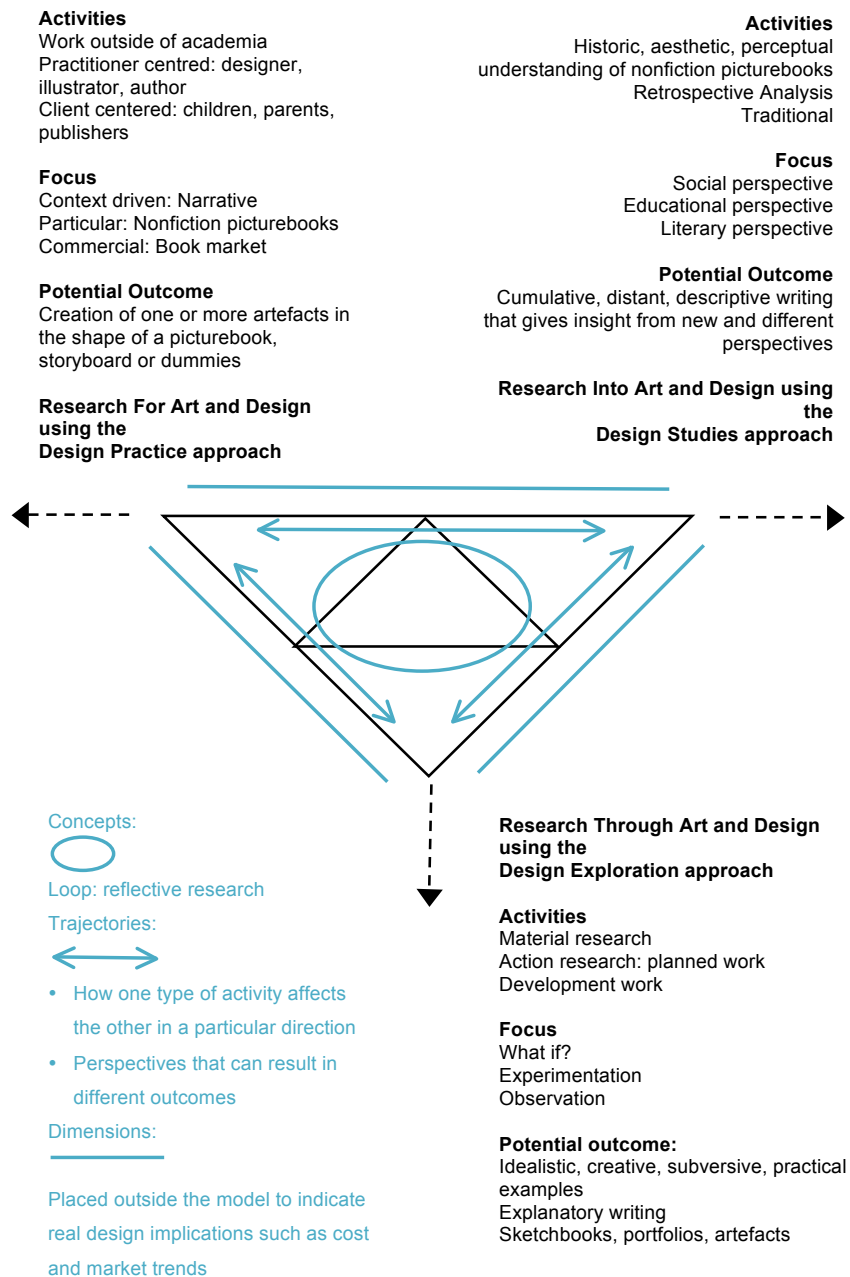 Activities
Work outside of academia
Practitioner centred: designer,
illustrator, author
Client centered: children, parents,
publishers
Focus
Context driven: Narrative
Particular: Nonfiction picturebooks
Commercial: Book market
Potential Outcome
Creation of one or more artefacts in
the shape of a picturebook,
storyboard or dummies
Research For Art and Design
using the
Design Practice approach
Activities
Historic, aesthetic, perceptual
understanding of nonfiction picturebooks
Retrospective Analysis
Traditional
Focus
Social perspective
Educational perspective
Literary perspective
Potential Outcome
Cumulative, distant, descriptive writing
that gives insight from new and different
perspectives
Research Into Art and Design using
the
Design Studies approach
Concepts:
Loop: reflective research
Trajectories:
• How one type of activity affects
the other in a particular direction
• Perspectives that can result in
different outcomes
Dimensions:
Placed outside the model to indicate
real design implications such as cost
and market trends
Research Through Art and Design
using the
Design Exploration approach
Activities
Material research
Action research: planned work
Development work
Focus
What if?
Experimentation
Observation
Potential outcome:
Idealistic, creative, subversive, practical
examples
Explanatory writing
Sketchbooks, portfolios, artefacts